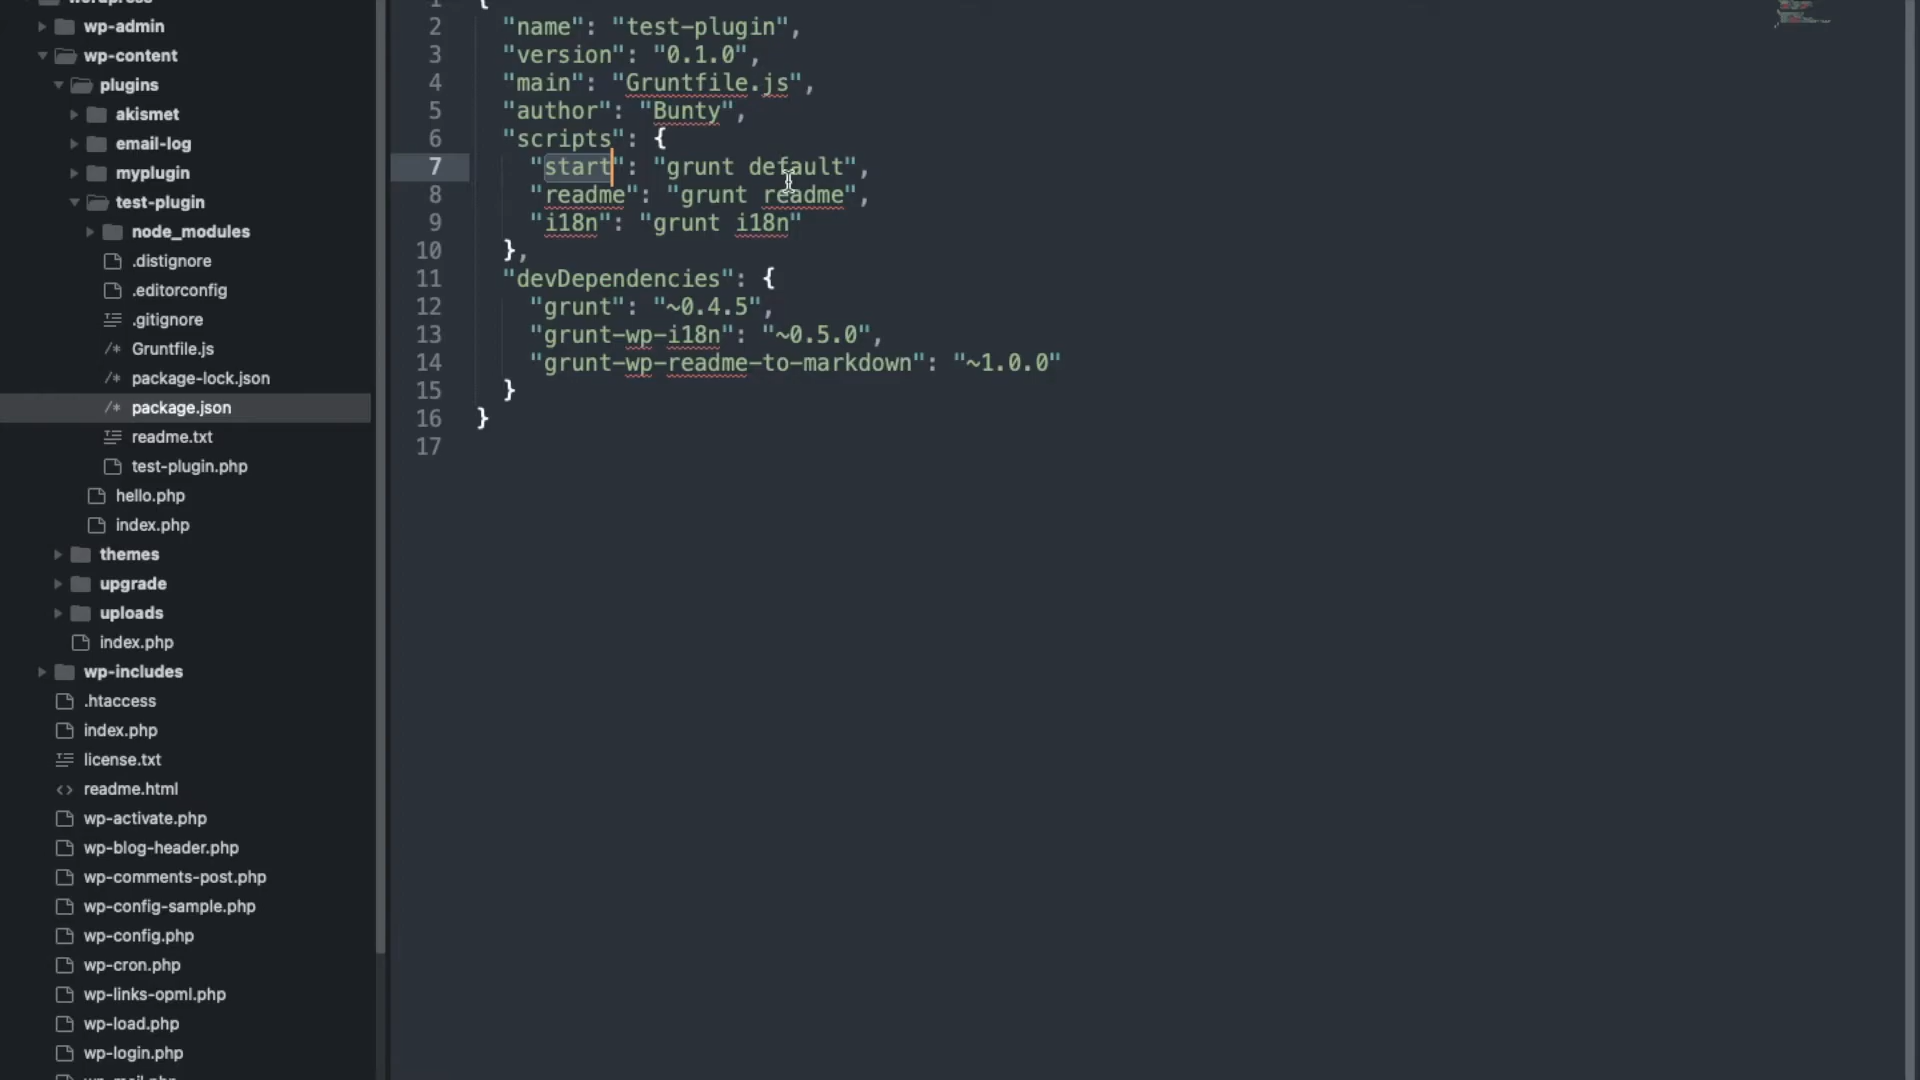 wordpress
wp-admin
wp-content
plugins
akismet
email-log
myplugin
test-plugin
node_modules
.distignore
.editorconfig
.gitignore
/* Gruntfile.js
/* package-lock.json
/* package.json
readme.txt
test-plugin.php
hello.php
index.php
themes
upgrade
uploads
index.php
wp-includes
.htaccess
index.php
license.txt
<> readme.html
wp-activate.php
wp-blog-header.php
wp-comments-post.php
wp-config-sample.php
wp-config.php
wp-cron.php
wp-links-opml.php
wp-load.php
wp-login.php
wp-mail.php
1 {
2 "name": "test-plugin",
3 "version": "0.1.0",
4 "main": "Gruntfile.js",
5 "author": "Bunty",
6 "scripts": {
7 "start": "grunt default",
8 "readme": "grunt readme",
9 "i18n": "grunt i18n"
10 },
11 "devDependencies": {
12 "grunt": "~0.4.5",
13 "grunt-wp-i18n": "~0.5.0",
14 "grunt-wp-readme-to-markdown": "~1.0.0"
15 }
16 }
17